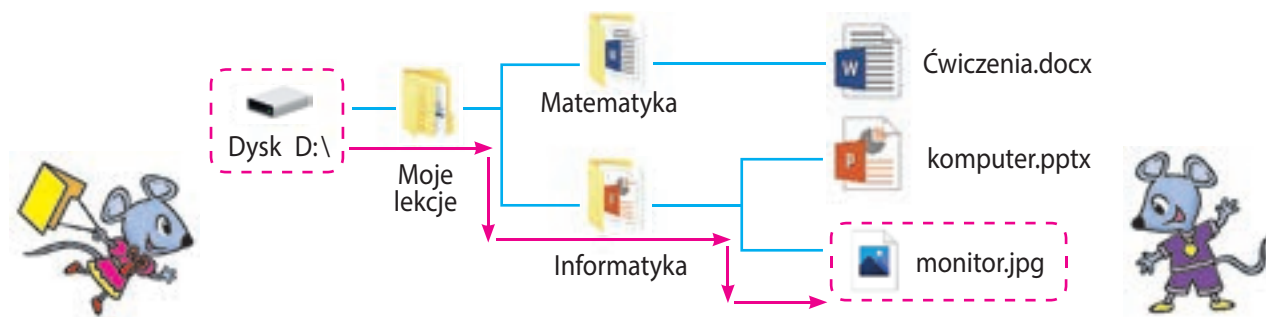 Ćwiczenia.docx
Matematyka
Dysk D:\
komputer.pptx
Moje
lekcje
Informatyka
monitor.jpg